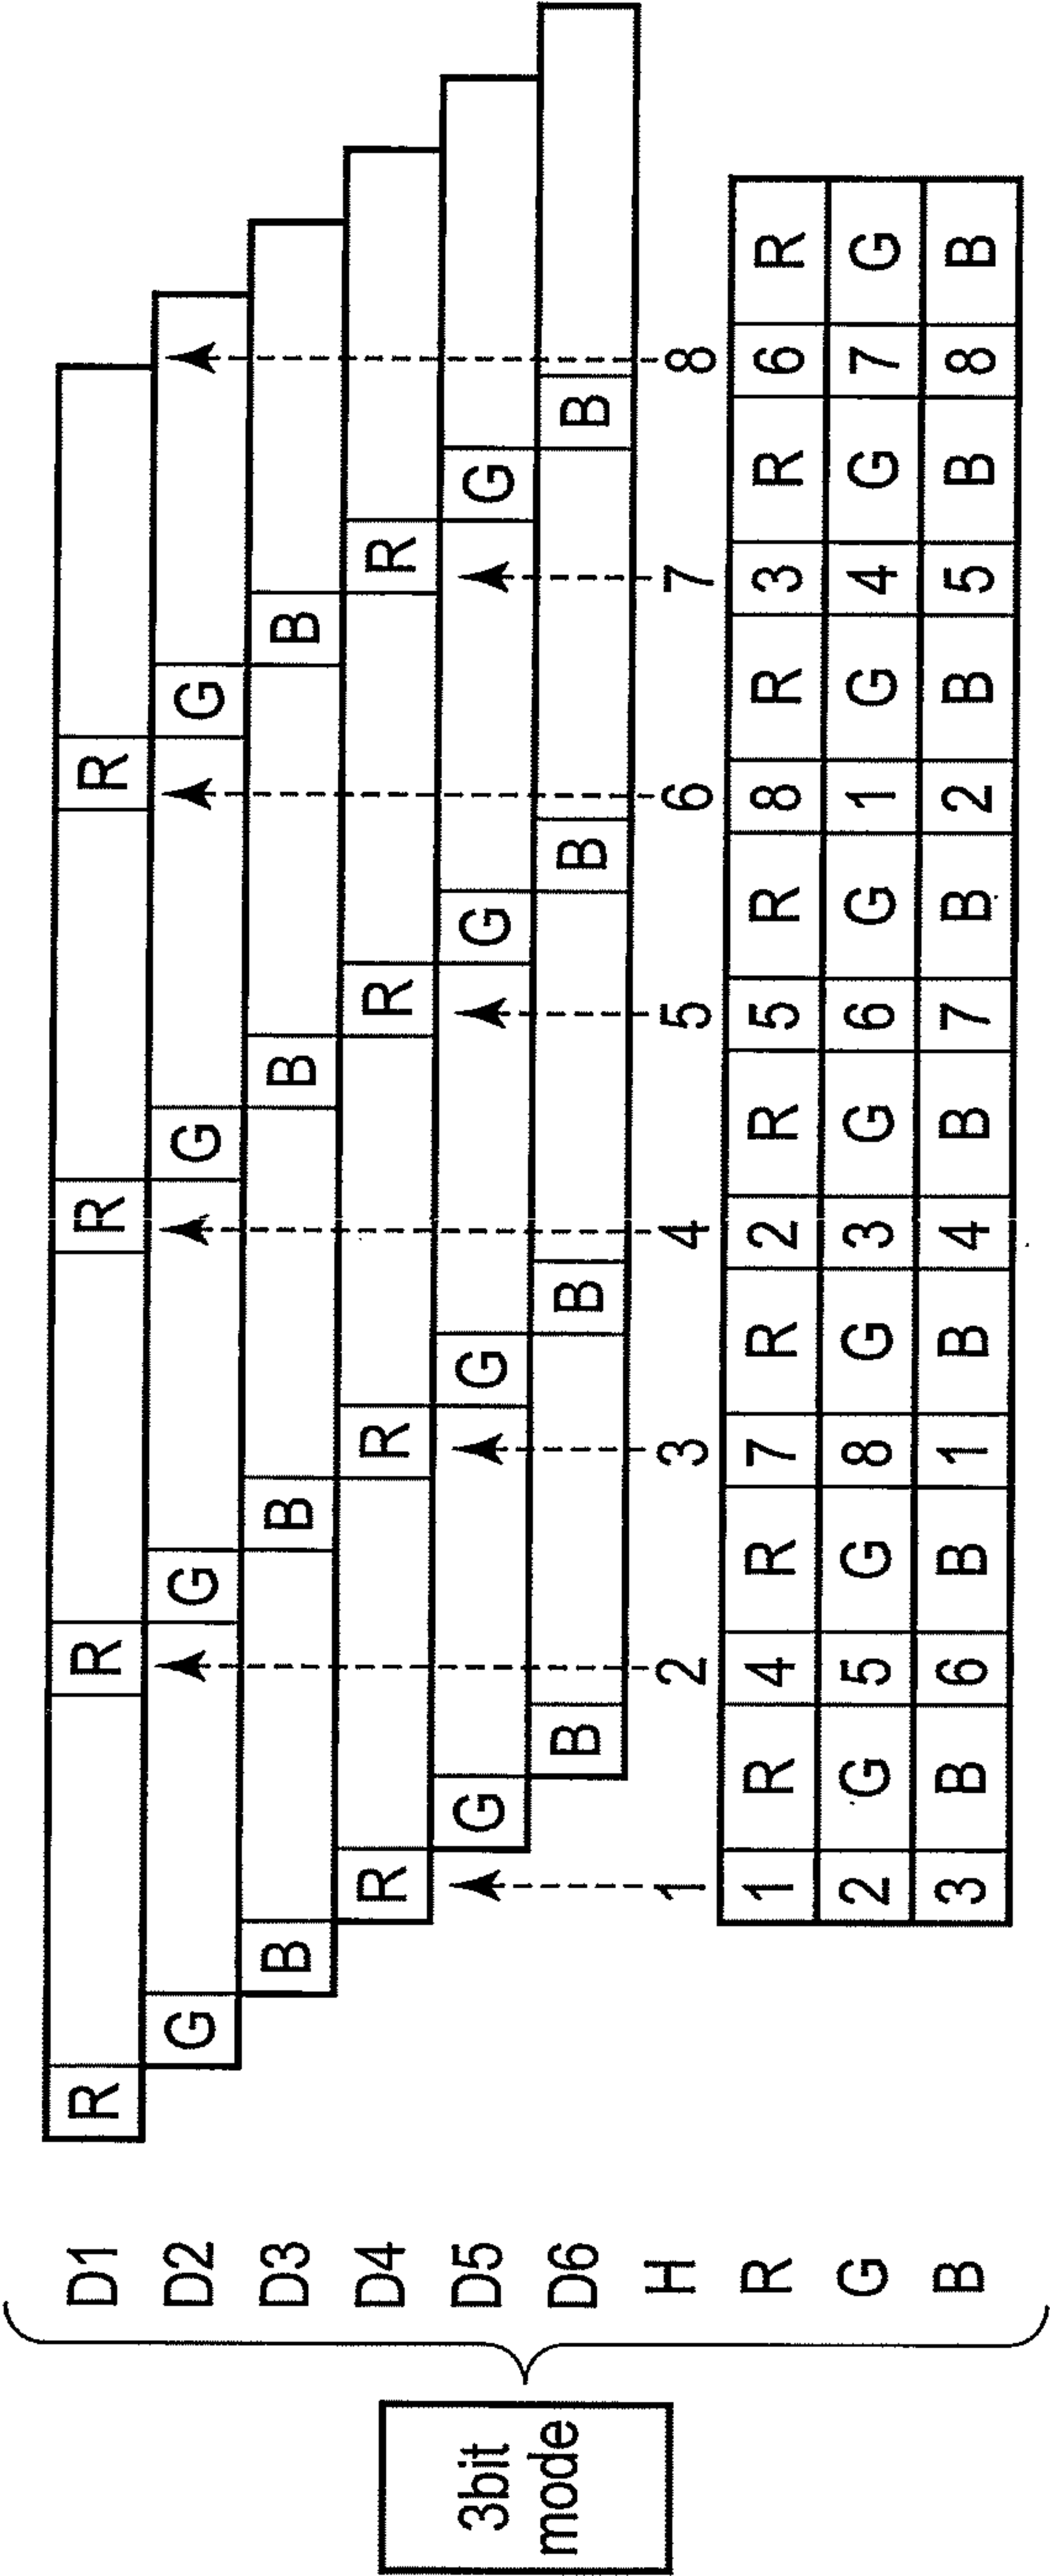 3bit
mode
D1 R R R R
D2 G G G G
D3 B B B B
D4 R R R R
D5 G G G G
D6 B B B B
H 1 2 3 4 5 6 7 8
R 1 R 4 R 7 R 2 R 5 R 8 R 3 R 6 R
G 2 G 5 G 8 G 3 G 6 G 1 G 4 G 7 G
B 3 B 6 B 1 B 4 B 7 B 2 B 5 B 8 B